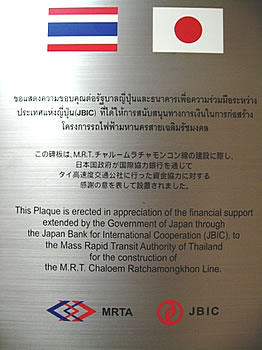 ขอแสดงความขอบคุณต่อรัฐบาลญี่ปุ่นและธนาคารเพื่อความร่วมมือระหว่าง
ประเทศแห่งญี่ปุ่น(JBIC) ที่ได้ให้การสนับสนุนทางการเงินในการก่อสร้าง
โครงการรถไฟฟ้ามหานครสายเฉลิมรัชมงคล
この碑板は、M.R.T. チャルームラチャモンコン線の建設に際し、
日本国政府が国際協力銀行を通じて
タイ高速度交通公社に行った資金協力に対する
感謝の意を表して設置されました。
This Plaque is erected in appreciation of the financial support
extended by the Government of Japan through
the Japan Bank for International Cooperation (JBIC), to
the Mass Rapid Transit Authority of Thailand
for the construction of
the M.R.T. Chaloem Ratchamongkhon Line.
MRTA JBIC